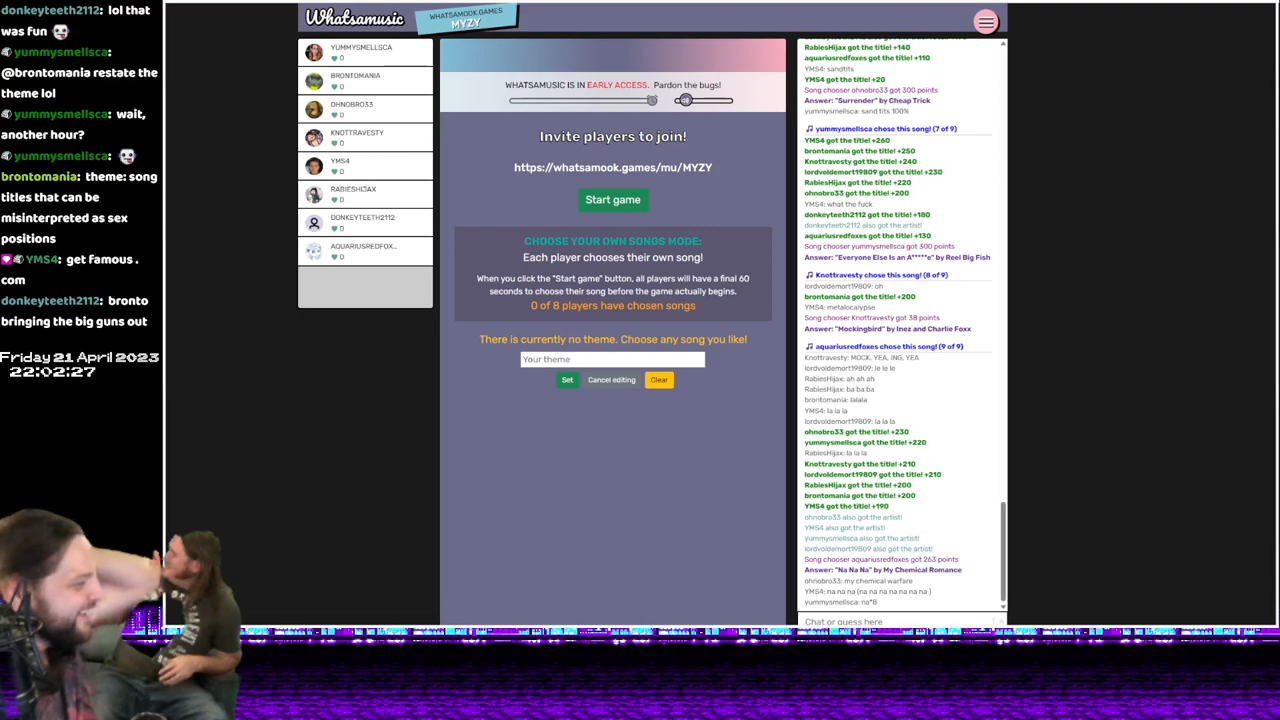 donkeyteeth2112: lol that
was Fun
yummymellsca:
@brontomania rosin the
theme lol
yummymellsca:
another hour?
yummymellsca:
brontomania: there song
title that can be
misinterpreted as sex
positions
YMS4: get famous .
com
donkeyteeth2112: bronto
asking the big questions
April 23
Whatsamusic
WHATSAMOOK.GAMES
MYZY
YUMMYSMELLSCA
0
BRONTOMANIA
0
OHNOBRO33
0
KNOTTRAVESTY
0
YMS4
0
RABIESHIJAX
0
DONKEYTEETH2112
0
AQUARIUSREDFOX...
0
WHATSAMUSIC IS IN EARLY ACCESS. Pardon the bugs!
Invite players to join!
https://whatsamook.games/mu/MYZY
Start game
CHOOSE YOUR OWN SONGS MODE:
Each player chooses their own song!
When you click the "Start game" button, all players will have a final 60
seconds to choose their song before the game actually begins.
0 of 8 players have chosen songs
There is currently no theme. Choose any song you like!
Your theme
Set
Cancel editing
Clear
RabiesHijax got the title! +140
aquariusredfoxes got the title! +110
YMS4: sandtits
YMS4 got the title! +20
Song chooser ohnobro33 got 300 points
Answer: "Surrender" by Cheap Trick
yummysmellsca: sand tits 100%
yummysmellsca chose this song! (7 of 9)
YMS4 got the title! +260
brontomania got the title! +250
Knottravesty got the title! +240
lordvoldemort19809 got the title! +230
RabiesHijax got the title! +220
ohnobro33 got the title! +200
YMS4: what the fuck
donkeyteeth2112 got the title! +180
donkeyteeth2112 also got the artist!
aquariusredfoxes got the title! +130
Song chooser yummysmellsca got 300 points
Answer: "Everyone Else Is an A*****e" by Reel Big Fish
Knottravesty chose this song! (8 of 9)
lordvoldemort19809: oh
brontomania got the title! +200
YMS4: metalocalypse
Song chooser Knottravesty got 38 points
Answer: "Mockingbird" by Inez and Charlie Foxx
aquariusredfoxes chose this song! (9 of 9)
Knottravesty: MOCK, YEA, ING, YEA
lordvoldemort19809: le le le
RabiesHijax: ah ah ah
RabiesHijax: ba ba ba
brontomania: lalala
YMS4: la la la
lordvoldemort19809: la la la
ohnobro33 got the title! +230
yummysmellsca got the title! +220
RabiesHijax: la la la
Knottravesty got the title! +210
lordvoldemort19809 got the title! +210
RabiesHijax got the title! +200
brontomania got the title! +200
YMS4 got the title! +190
ohnobro33 also got the artist!
YMS4 also got the artist!
yummysmellsca also got the artist!
lordvoldemort19809 also got the artist!
Song chooser aquariusredfoxes got 263 points
Answer: "Na Na Na" by My Chemical Romance
ohnobro33: my chemical warfare
YMS4: na na na (na na na na na na na )
yummysmellsca: na*8
Chat or guess here